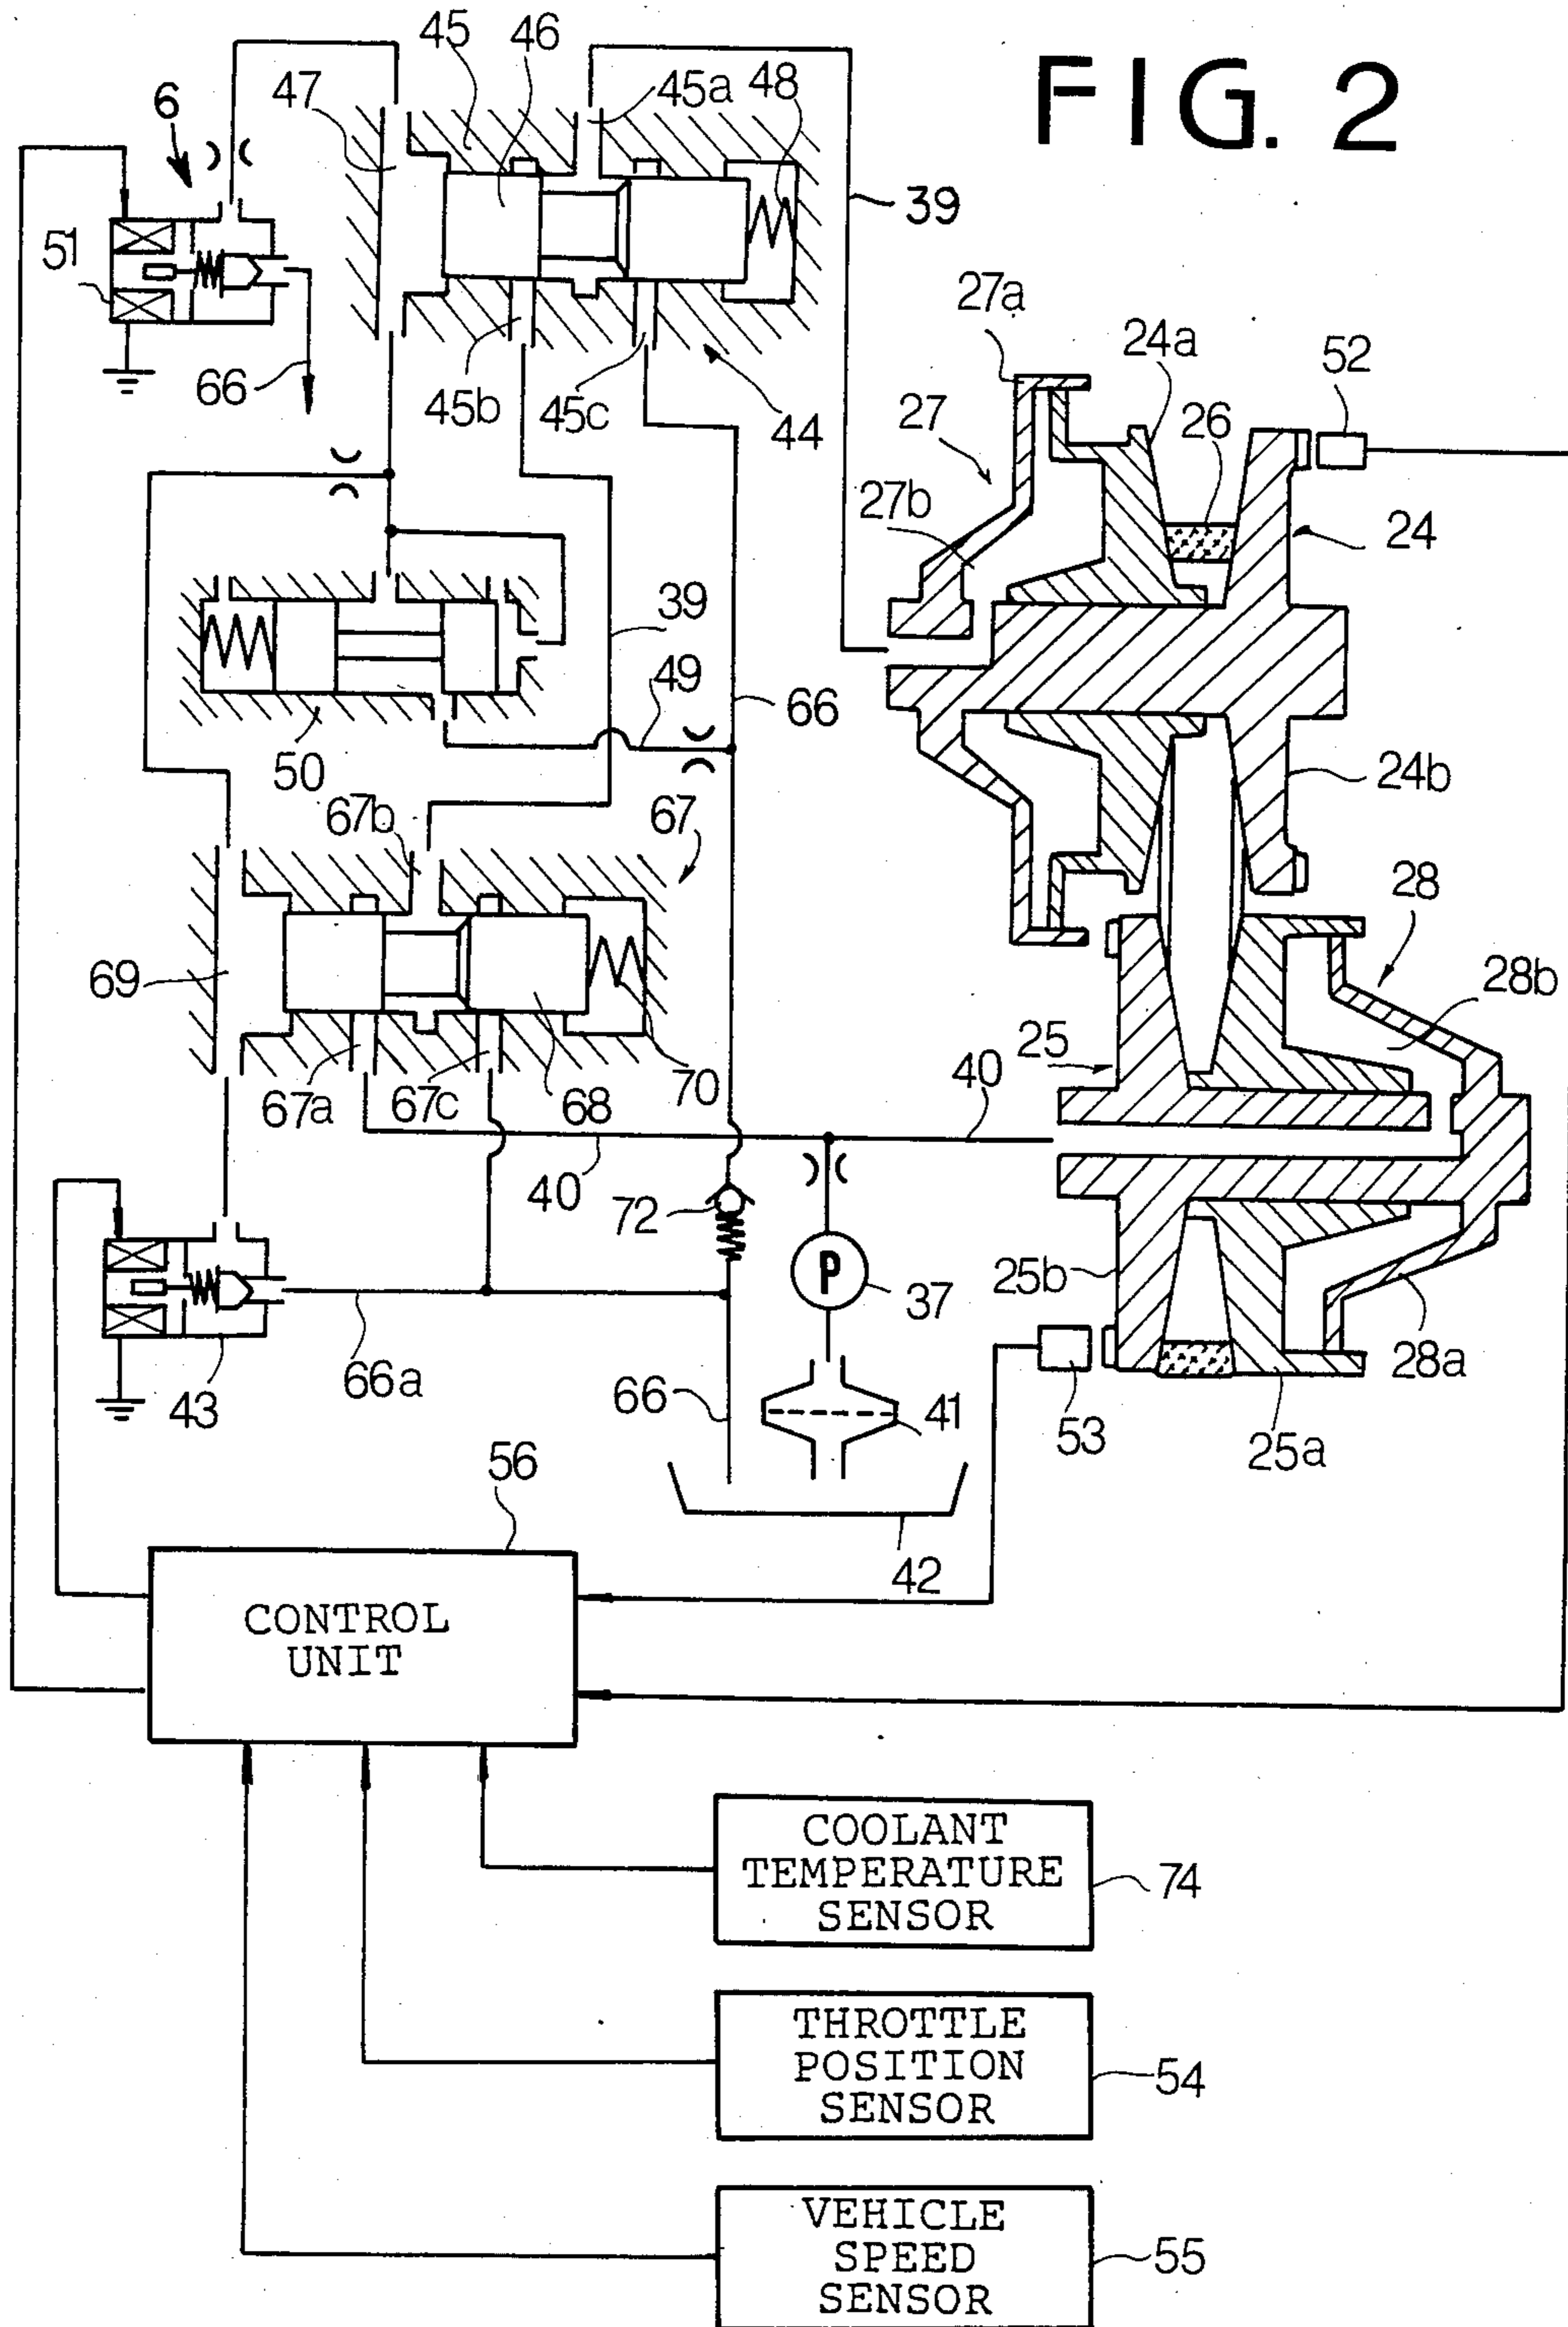 FIG. 2
45
46
47
45a
48
6
39
51
66
45b
45c
44
27a
24a
52
27
26
27b
24
39
49
66
50
67b
67
24b
69
28
28b
25
67a
67c
68
70
40
40
72
P
37
25b
43
66a
66
41
53
28a
25a
56
42
CONTROL
UNIT
COOLANT
TEMPERATURE
SENSOR
74
THROTTLE
POSITION
SENSOR
54
VEHICLE
SPEED
SENSOR
55